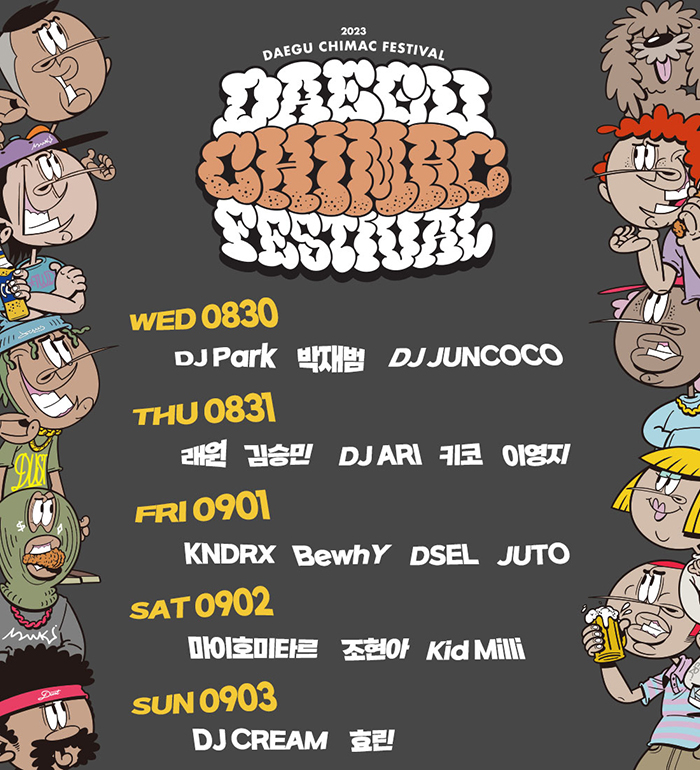 2023
DAEGU CHIMAC FESTIVAL
DAEGU
CHIMAC
FESTIVAL
WED 0830
DJ Park 박재범 DJ JUNCOCO
THU 0831
래원 김승민 DJ ARI 키코 이영지
FRI 0901
KNDRX BewhY DSEL JUTO
SAT 0902
마이호미타르 조현아 Kid Milli
SUN 0903
DJ CREAM 효린
DUST
Dust